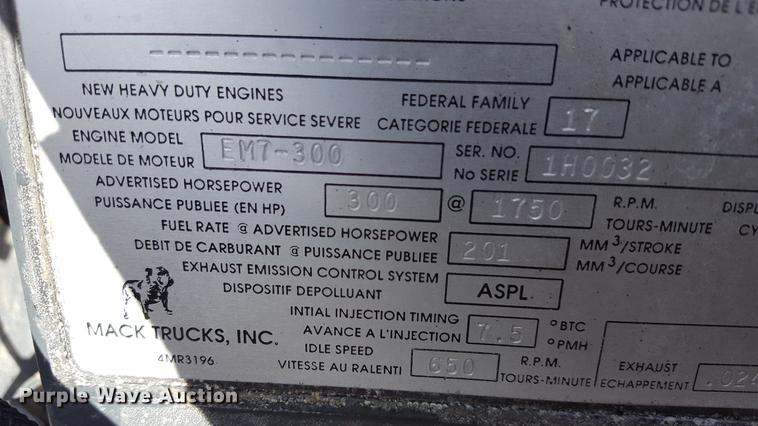 PROTECTION DE L'E
---------------
APPLICABLE TO
APPLICABLE A
NEW HEAVY DUTY ENGINES
NOUVEAUX MOTEURS POUR SERVICE SEVERE
FEDERAL FAMILY
CATEGORIE FEDERALE
17
ENGINE MODEL
MODELE DE MOTEUR
EM7-300
SER. NO.
No SERIE
1H0032
ADVERTISED HORSEPOWER
PUISSANCE PUBLIEE (EN HP)
300
@
1750
R.P.M.
TOURS-MINUTE
DISPL
CY
FUEL RATE @ ADVERTISED HORSEPOWER
DEBIT DE CARBURANT @ PUISSANCE PUBLIEE
201
MM³/STROKE
MM³/COURSE
EXHAUST EMISSION CONTROL SYSTEM
DISPOSITIF DEPOLLUANT
ASPL
INTIAL INJECTION TIMING
AVANCE A L'INJECTION
7.5
°BTC
°PMH
MACK TRUCKS, INC.
4MR3196
IDLE SPEED
VITESSE AU RALENTI
650
R.P.M.
TOURS-MINUTE
EXHAUST
ECHAPPEMENT
.024
Purple Wave Auction